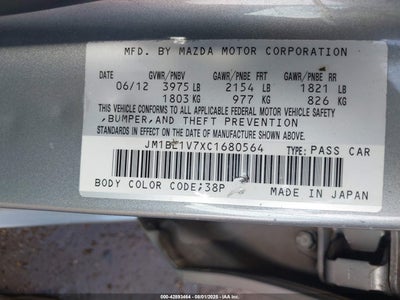 MFD. BY MAZDA MOTOR CORPORATION
DATE GVWR/PNBV GAWR/PNBE FRT GAWR/PNBE RR
06/12 3975 LB 2154 LB 1821 LB
1803 KG 977 KG 826 KG
THIS VEHICLE CONFORMS TO ALL APPLICABLE FEDERAL MOTOR VEHICLE SAFETY
,BUMPER,AND THEFT PREVENTION
STANDARDS IN EFFECT ON THE DATE OF MANUFACTURE SHOWN ABOVE.
JM1BL1V7XC1680564 TYPE: PASS CAR
BODY COLOR CODE:38P MADE IN JAPAN
000-42893464 - 08/01/2025 - IAAI.COM